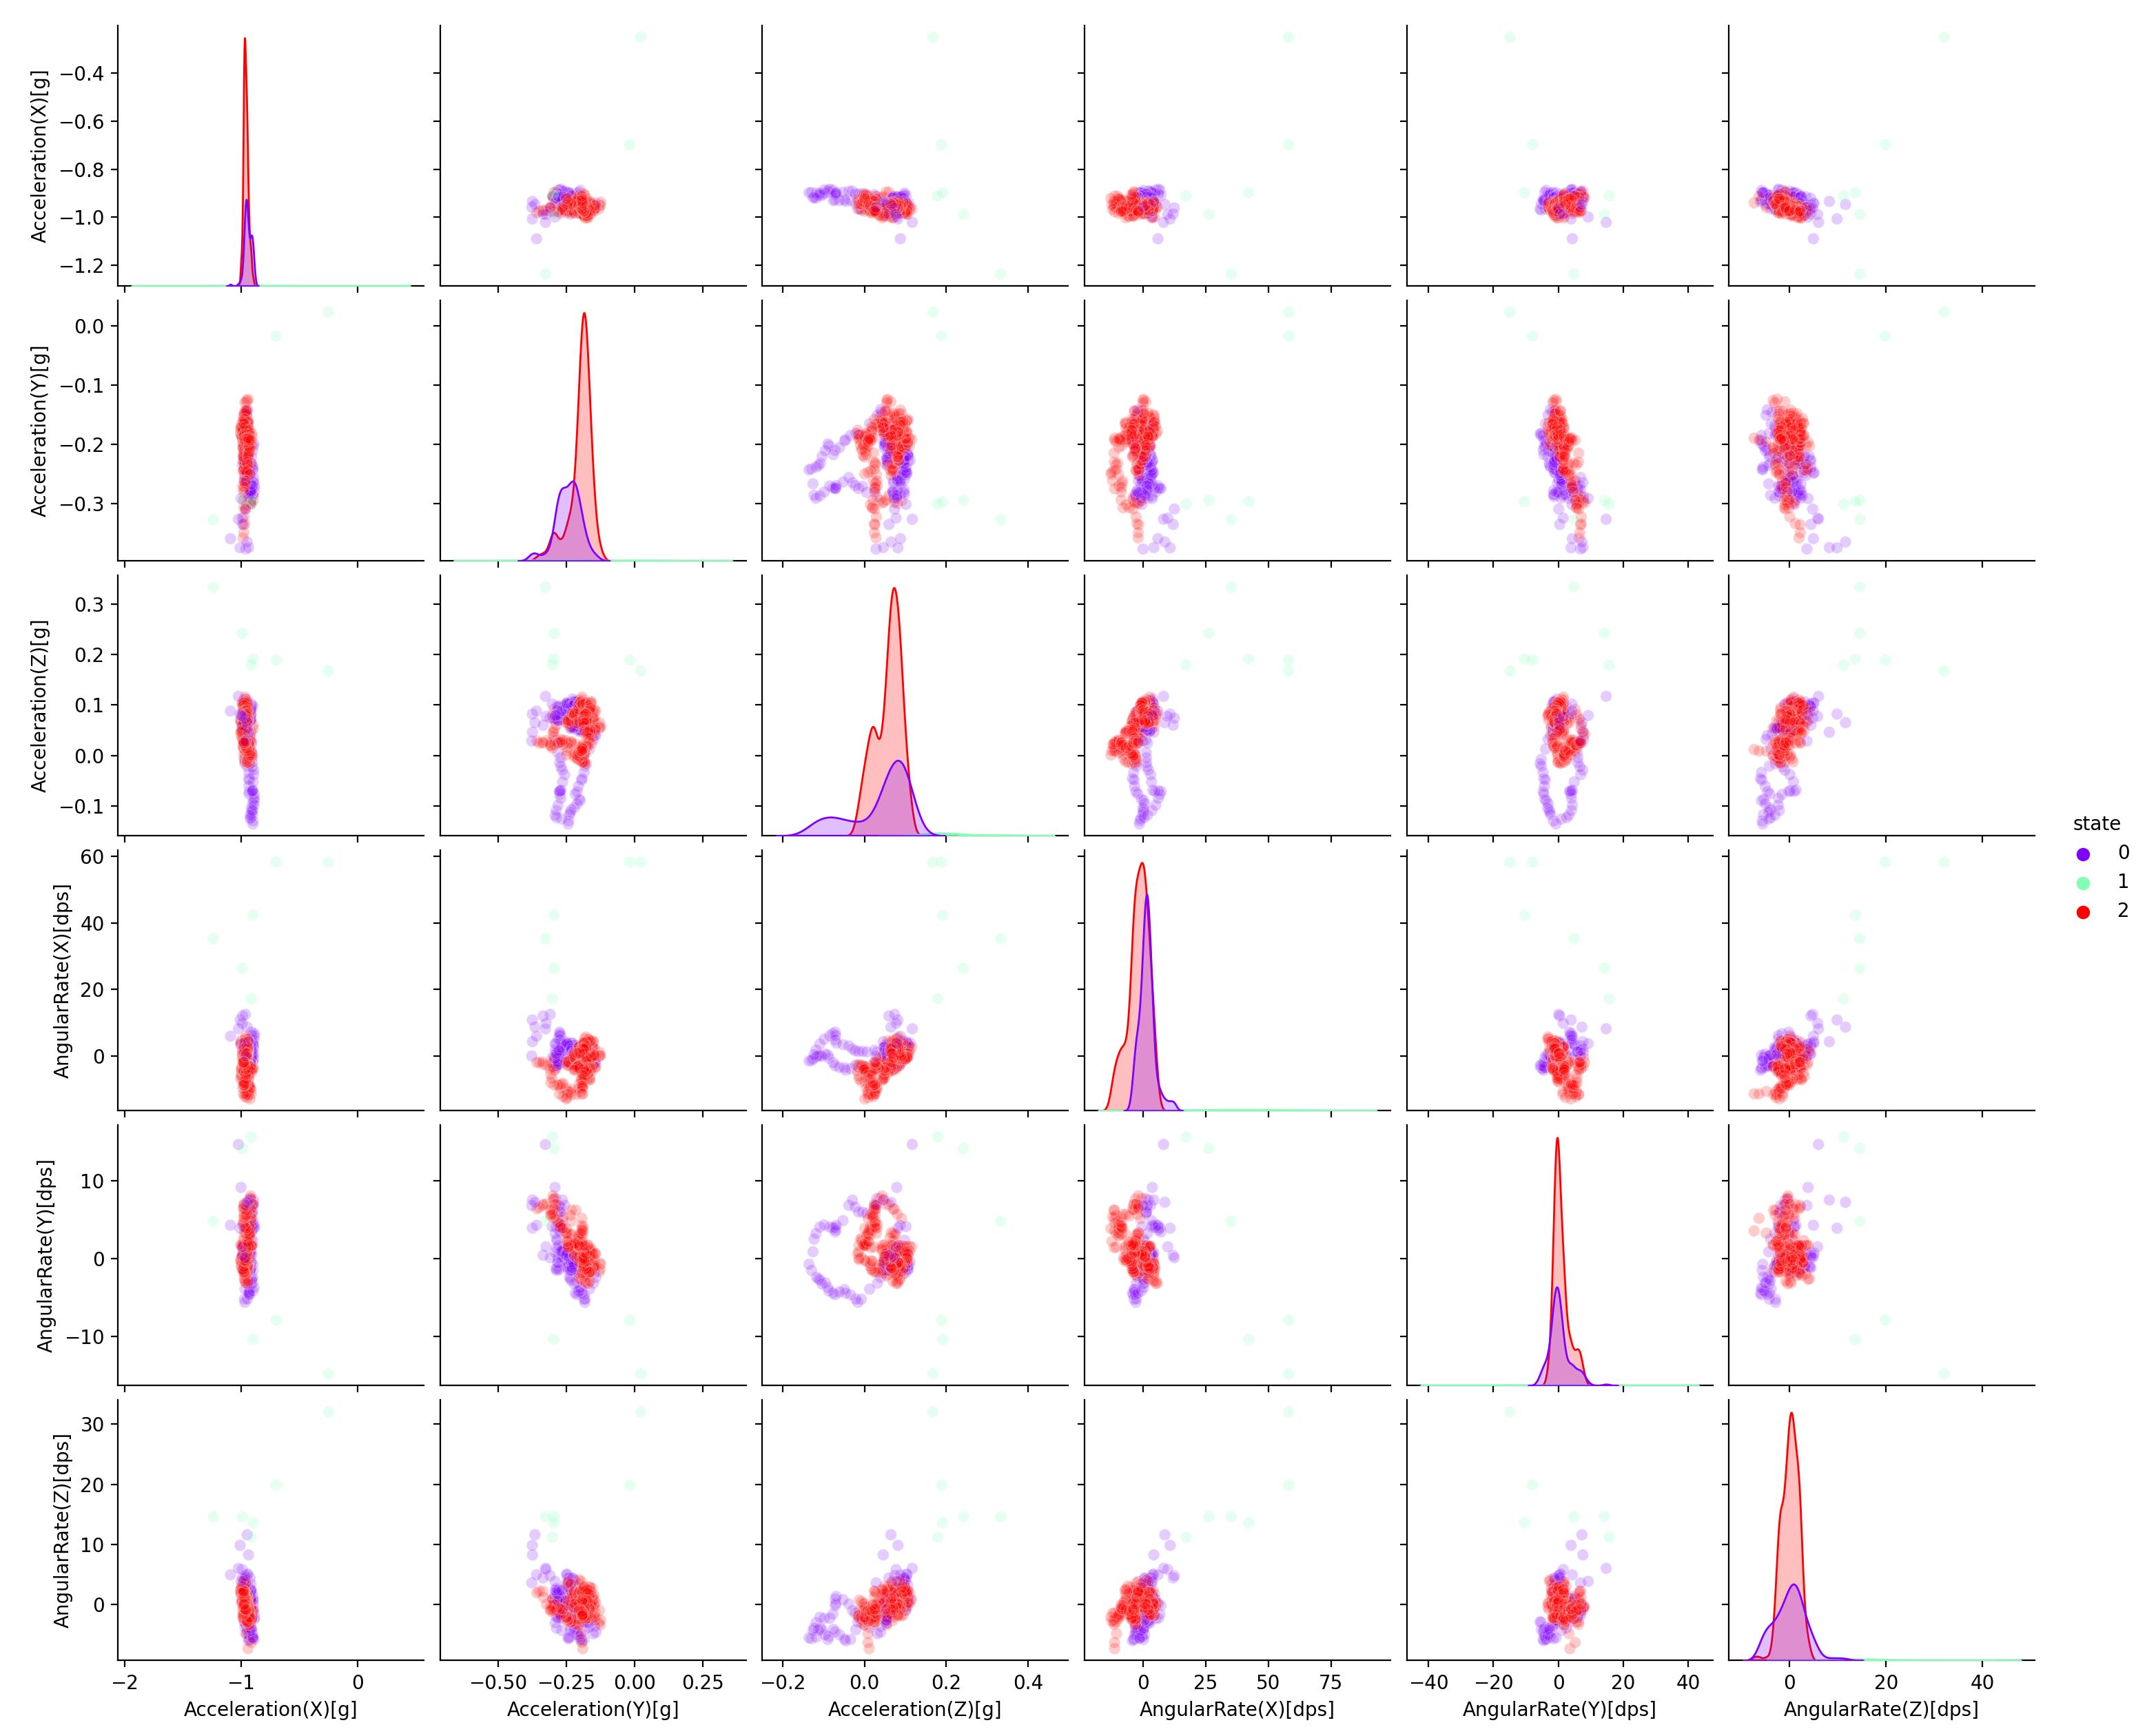 Acceleration(X)[g]
−0.4
−0.6
−0.8
−1.0
−1.2
Acceleration(Y)[g]
0.0
−0.1
−0.2
−0.3
Acceleration(Z)[g]
0.3
0.2
0.1
0.0
−0.1
state
0
1
2
AngularRate(X)[dps]
60
40
20
0
AngularRate(Y)[dps]
10
0
−10
AngularRate(Z)[dps]
30
20
10
0
−2 −1 0
−0.50 −0.25 0.00 0.25
−0.2 0.0 0.2 0.4
0 25 50 75
−40 −20 0 20 40
0 20 40
Acceleration(X)[g]
Acceleration(Y)[g]
Acceleration(Z)[g]
AngularRate(X)[dps]
AngularRate(Y)[dps]
AngularRate(Z)[dps]